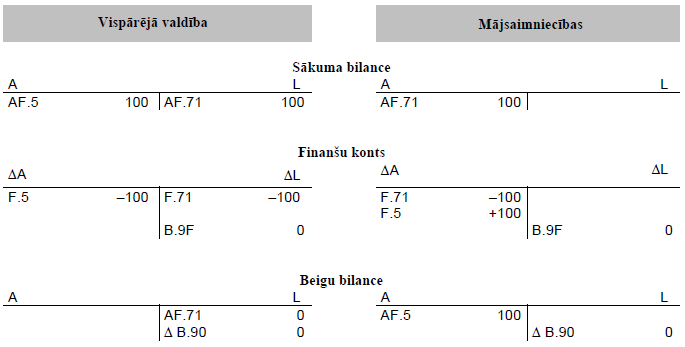 Vispārējā valdība Mājsaimniecības
Sākuma bilance
A L A L
AF.5 100 AF.71 100 AF.71 100
Finanšu konts
ΔA ΔL ΔA ΔL
F.5 –100 F.71 –100 F.71 –100
F.5 +100
B.9F 0 B.9F 0
Beigu bilance
A L A L
AF.71 0 AF.5 100
Δ B.90 0 Δ B.90 0